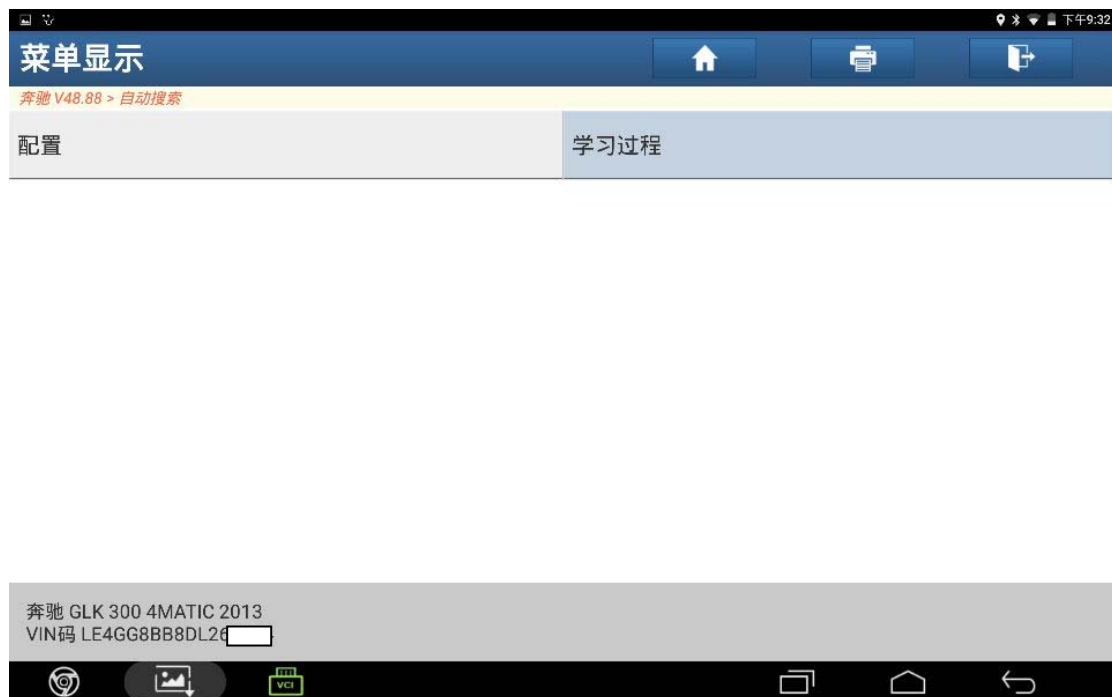 下午9:32
菜单显示
奔驰 V48.88 > 自动搜索
配置
学习过程
奔驰 GLK 300 4MATIC 2013
VIN码 LE4GG8BB8DL26
VCI